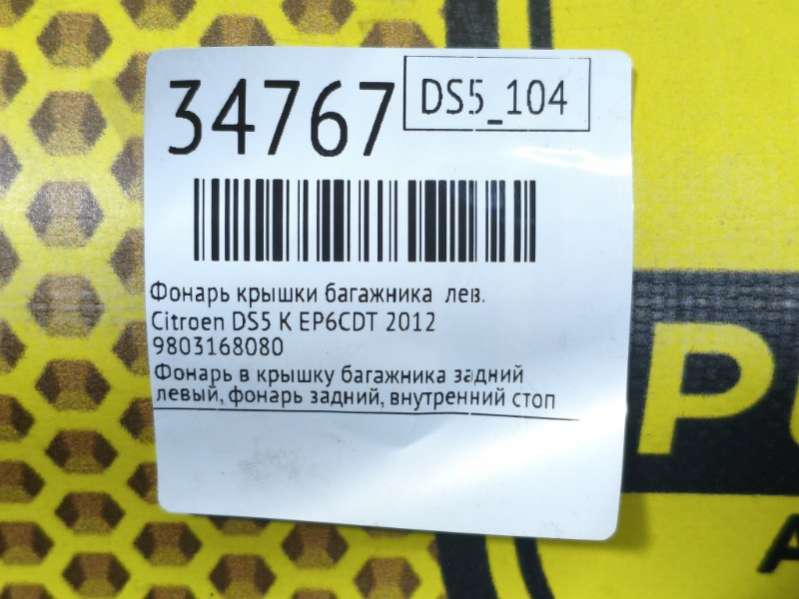 34767
DS5_104
Фонарь крышки багажника лев.
Citroen DS5 K EP6CDT 2012
9803168080
Фонарь в крышку багажника задний
левый, фонарь задний, внутренний стоп